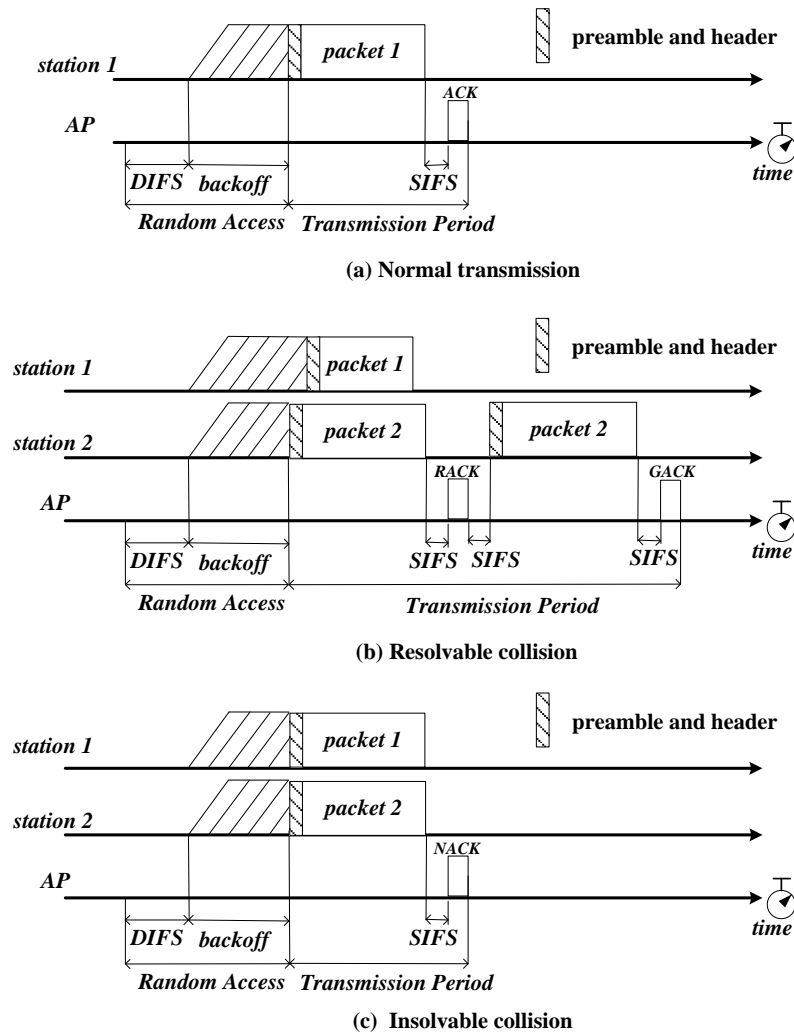 station 1
packet 1
preamble and header
ACK
AP
DIFS
backoff
SIFS
time
Random Access
Transmission Period
(a) Normal transmission
station 1
packet 1
preamble and header
station 2
packet 2
packet 2
RACK
GACK
AP
DIFS
backoff
SIFS
SIFS
SIFS
time
Random Access
Transmission Period
(b) Resolvable collision
station 1
packet 1
preamble and header
station 2
packet 2
NACK
AP
DIFS
backoff
SIFS
time
Random Access
Transmission Period
(c) Insolvable collision